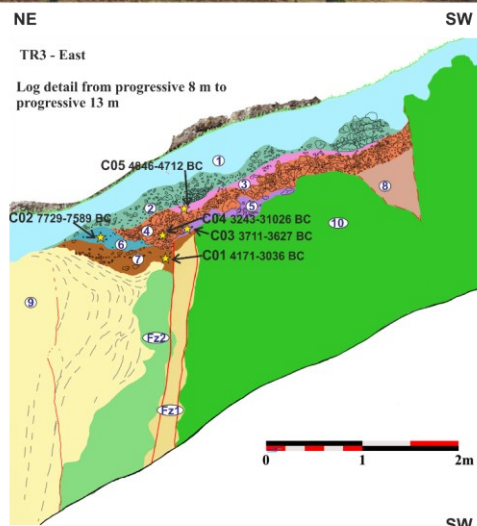 NE SW
TR3 - East
Log detail from progressive 8 m to
progressive 13 m
1
C05 4846-4712 BC
2
3
8
C02 7729-7589 BC
4
C04 3243-31026 BC
5
10
6
C03 3711-3627 BC
7
C01 4171-3036 BC
9
Fz2
Fz1
0 1 2m
SW